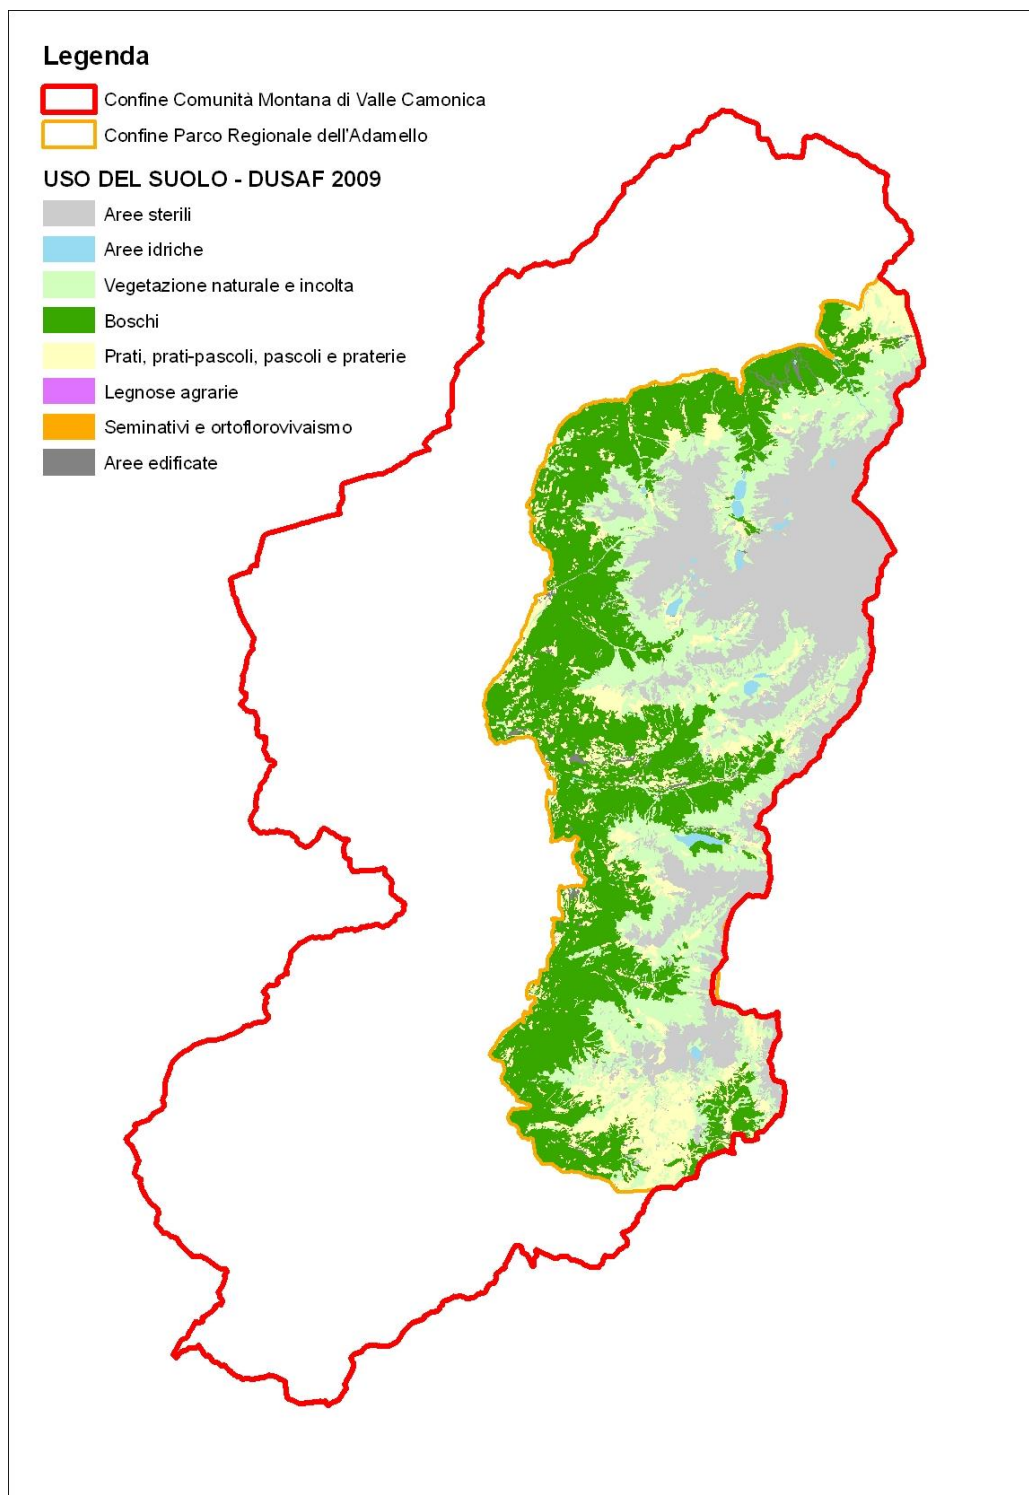 Legenda
Confine Comunità Montana di Valle Camonica
Confine Parco Regionale dell'Adamello
USO DEL SUOLO - DUSAF 2009
Aree sterili
Aree idriche
Vegetazione naturale e incolta
Boschi
Prati, prati-pascoli, pascoli e praterie
Legnose agrarie
Seminativi e ortoflorovivaismo
Aree edificate